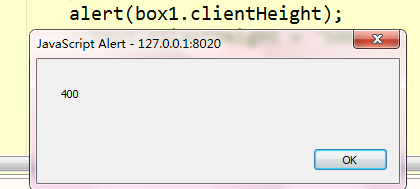 alert(box1.clientHeight);
JavaScript Alert - 127.0.0.1:8020
400
OK